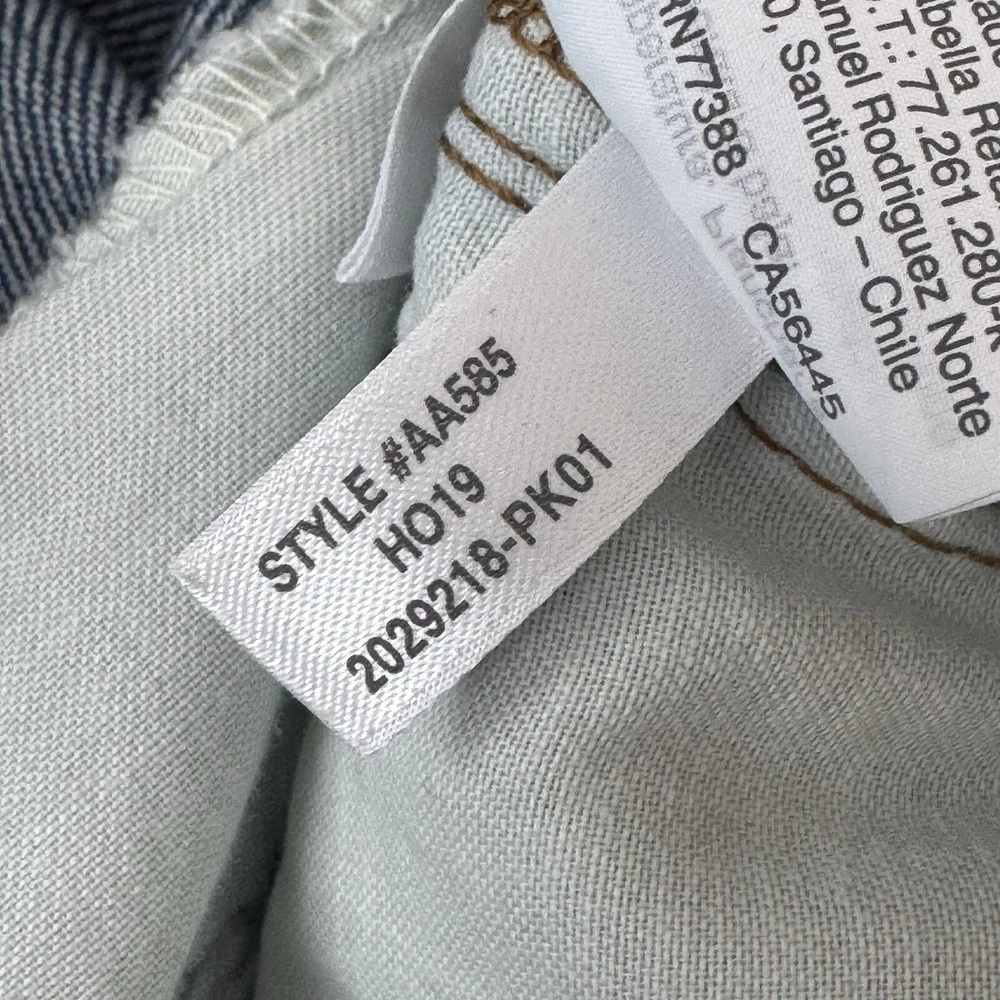 STYLE #AA585
HO19
2029218-PK01
RN77388 CA56445
0, Santiago – Chile
anuel Rodriguez Norte
T.: 77.261.280-K